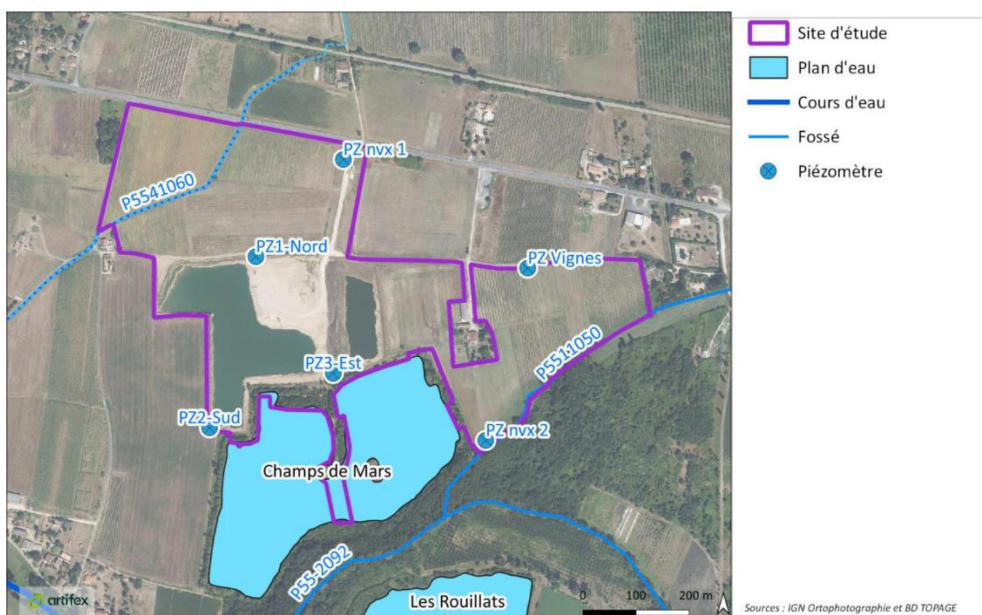 PZ nvx 1
P5541060
PZ1-Nord
PZ Vignes
P5511050
PZ3-Est
PZ2-Sud
PZ nvx 2
Champs de Mars
P55-2092
Les Rouillats
artifex
0 100 200 m
Site d'étude
Plan d'eau
Cours d'eau
Fossé
Piézomètre
Sources : IGN Ortophotographie et BD TOPAGE